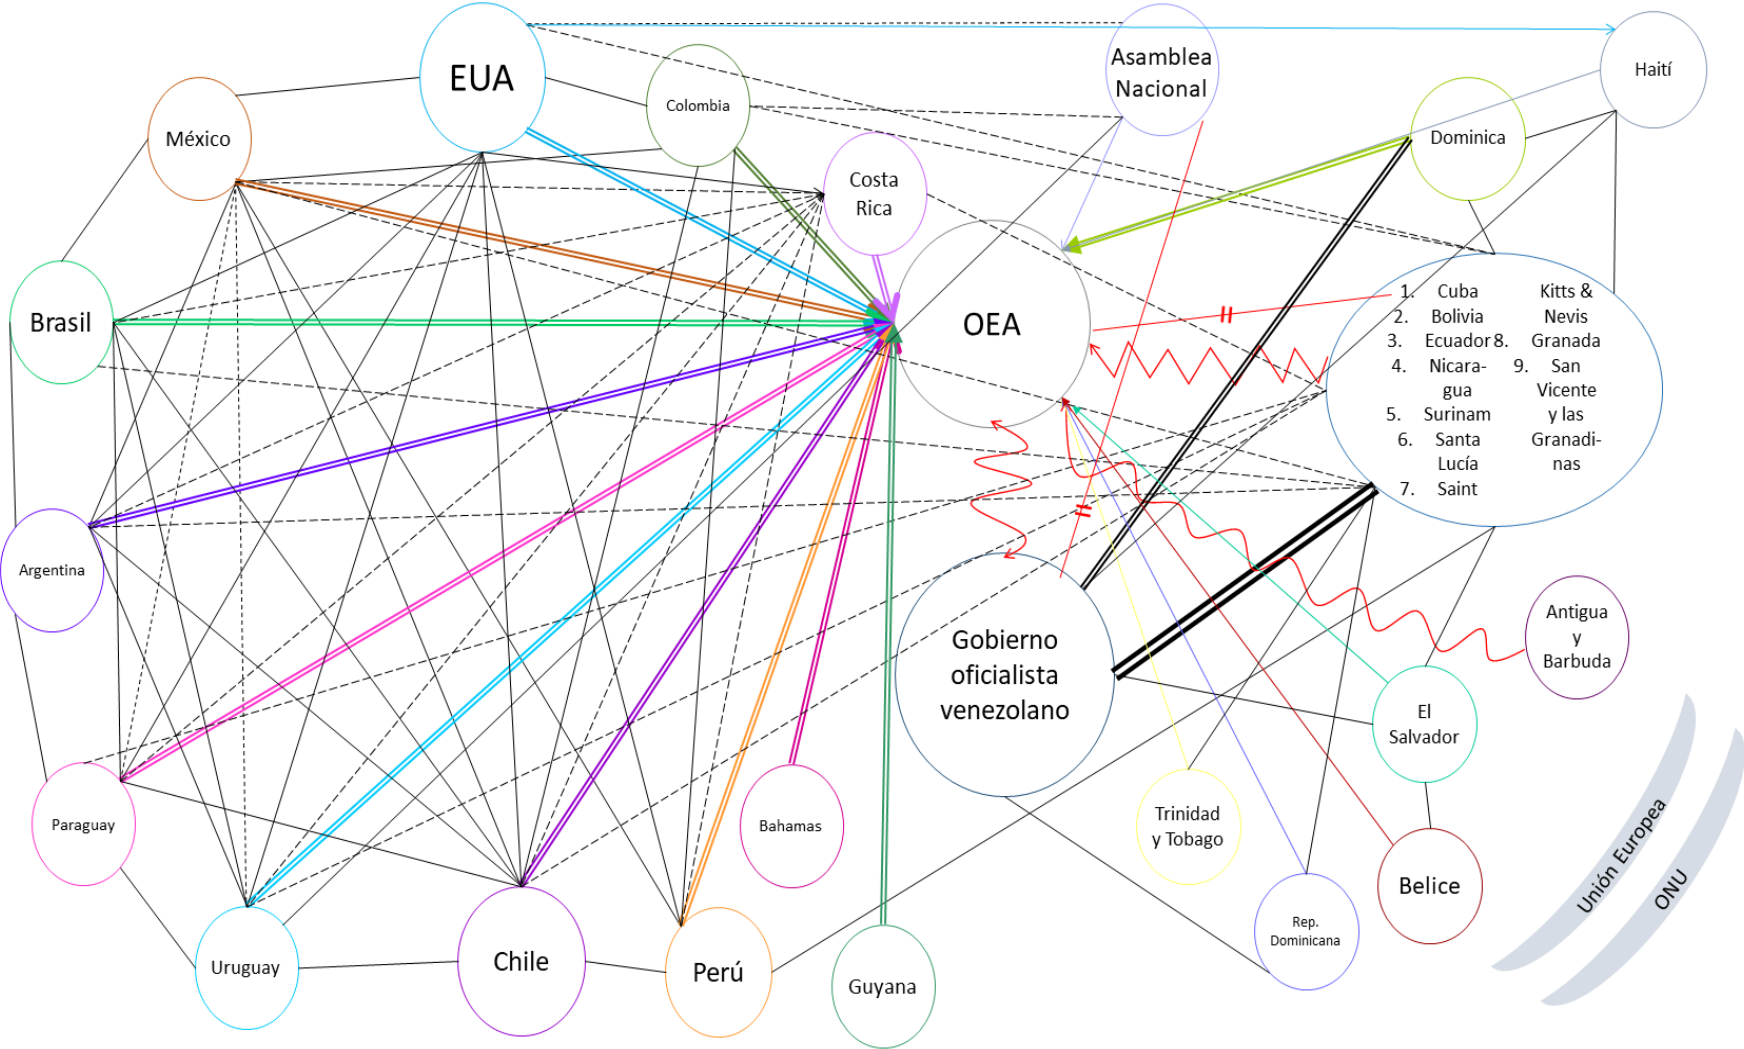 EUA
Asamblea
Nacional
Haití
Colombia
México
Dominica
Costa
Rica
Brasil
OEA
1. Cuba
2. Bolivia
3. Ecuador
4. Nicara-
gua
5. Surinam
6. Santa
Lucía
7. Saint
Kitts &
Nevis
8. Granada
9. San
Vicente
y las
Granadi-
nas
Argentina
Gobierno
oficialista
venezolano
Antigua
y
Barbuda
El
Salvador
Paraguay
Bahamas
Trinidad
y Tobago
Belice
Unión Europea
ONU
Rep.
Dominicana
Uruguay
Chile
Perú
Guyana